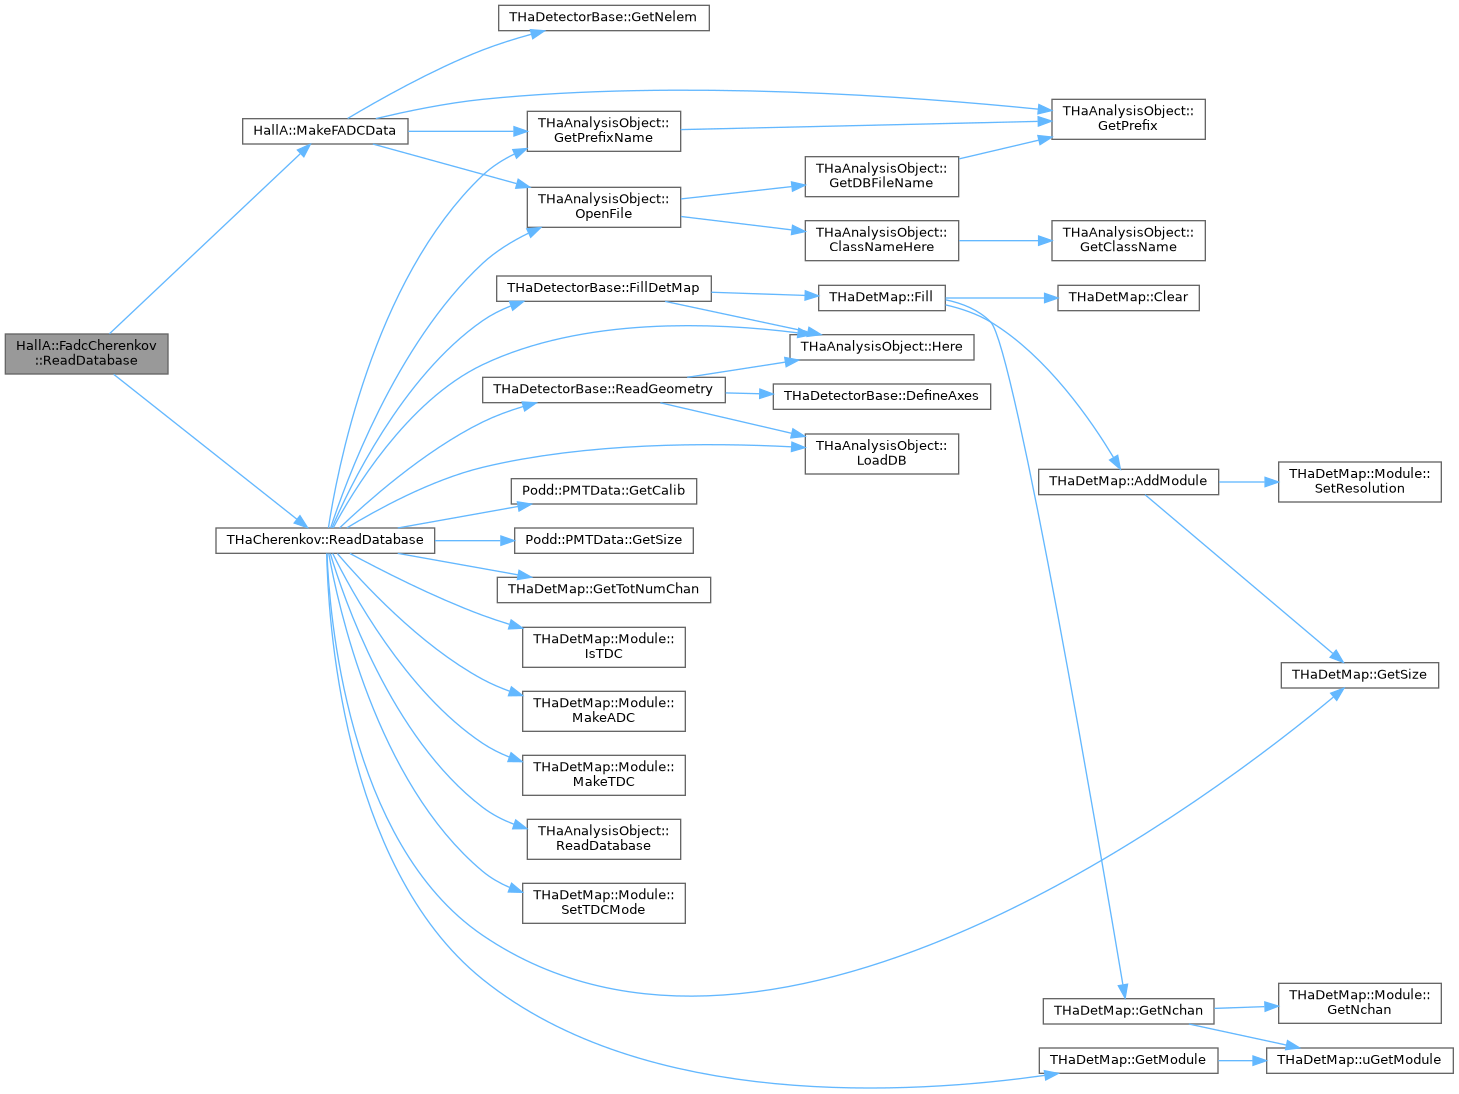 THaDetectorBase::GetNelem
HallA::MakeFADCData
THaAnalysisObject::
GetPrefixName
THaAnalysisObject::
GetPrefix
THaAnalysisObject::
GetDBFileName
THaAnalysisObject::
OpenFile
THaAnalysisObject::
ClassNameHere
THaAnalysisObject::
GetClassName
THaDetectorBase::FillDetMap
THaDetMap::Fill
THaDetMap::Clear
HallA::FadcCherenkov
::ReadDatabase
THaAnalysisObject::Here
THaDetectorBase::ReadGeometry
THaDetectorBase::DefineAxes
THaAnalysisObject::
LoadDB
THaDetMap::AddModule
THaDetMap::Module::
SetResolution
Podd::PMTData::GetCalib
THaCherenkov::ReadDatabase
Podd::PMTData::GetSize
THaDetMap::GetTotNumChan
THaDetMap::Module::
IsTDC
THaDetMap::GetSize
THaDetMap::Module::
MakeADC
THaDetMap::Module::
MakeTDC
THaAnalysisObject::
ReadDatabase
THaDetMap::Module::
SetTDCMode
THaDetMap::GetNchan
THaDetMap::Module::
GetNchan
THaDetMap::GetModule
THaDetMap::uGetModule